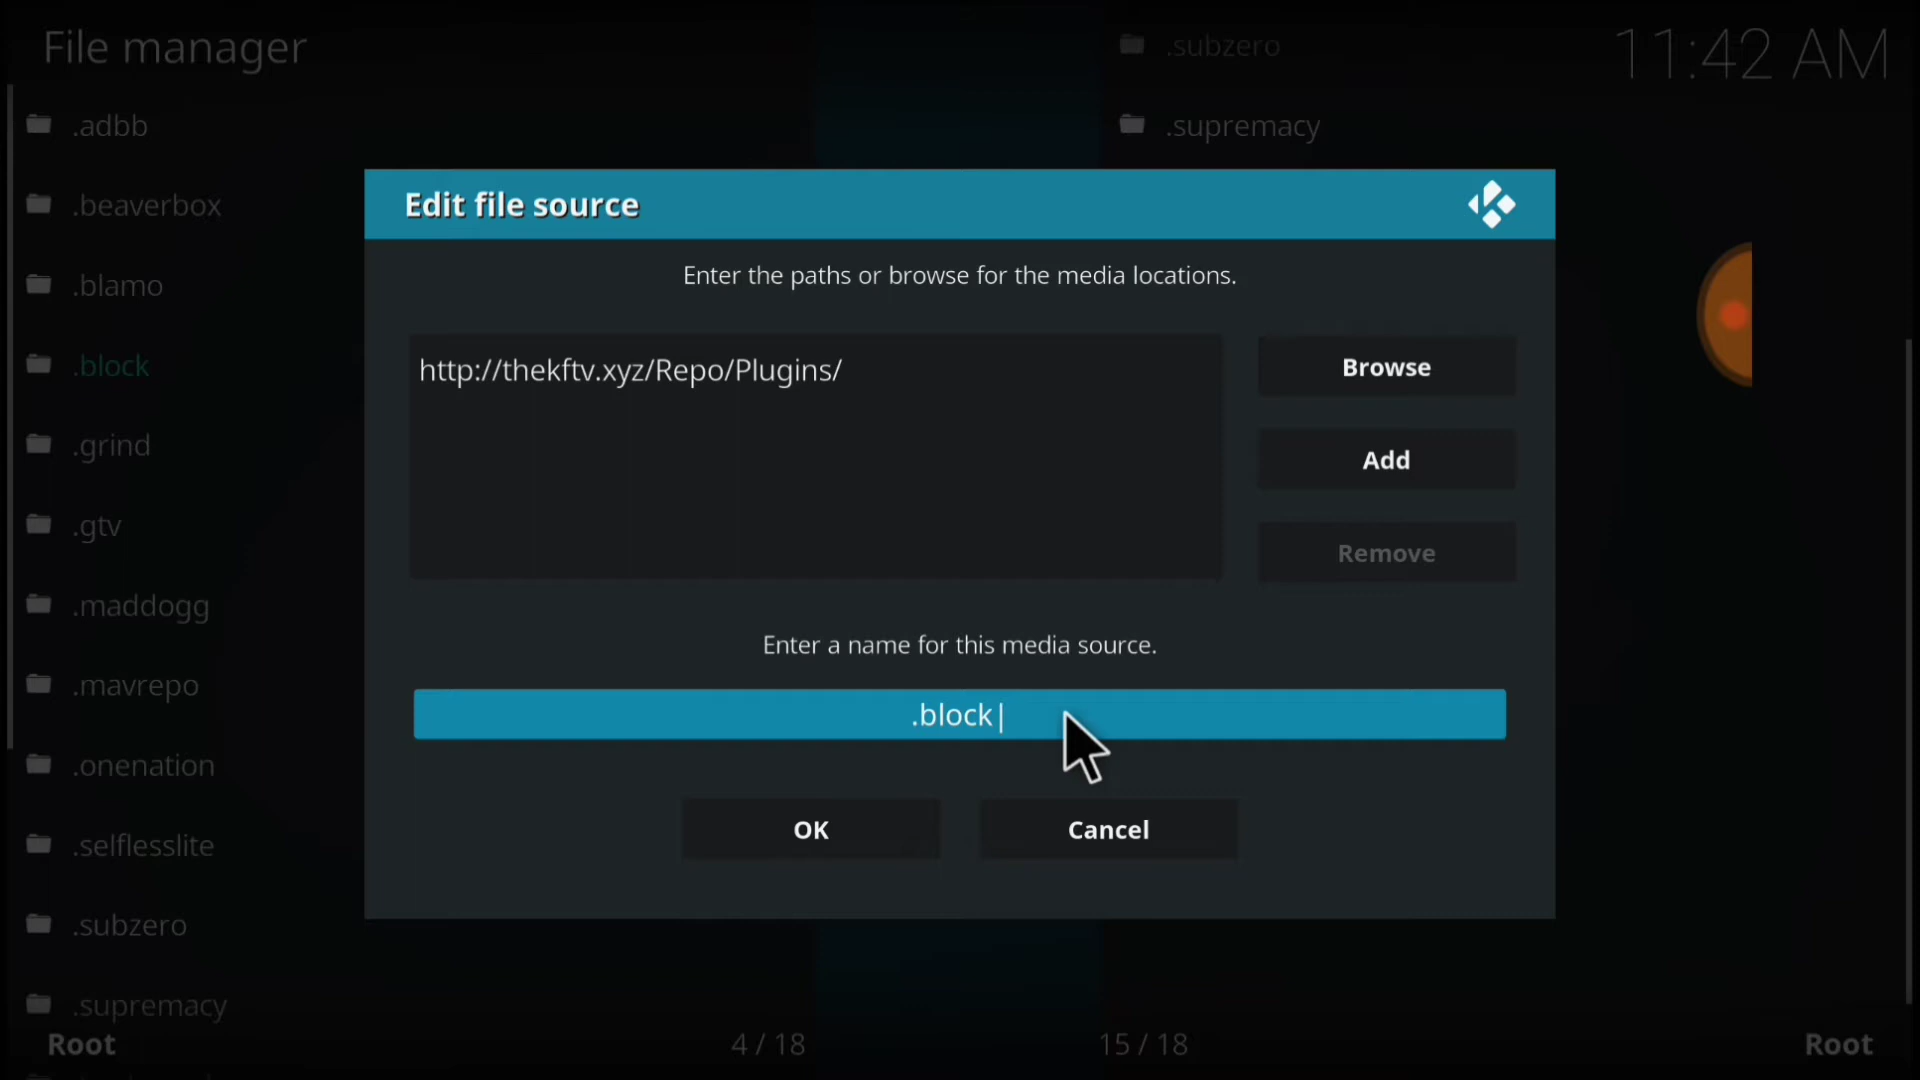 File manager
11:42 AM
.adbb
.beaverbox
.blamo
.block
.grind
.gtv
.maddogg
.mavrepo
.onenation
.selflesslite
.subzero
.supremacy
.subzero
.supremacy
Edit file source
Enter the paths or browse for the media locations.
http://thekftv.xyz/Repo/Plugins/
Browse
Add
Remove
Enter a name for this media source.
.block|
OK
Cancel
Root
4 / 18
15 / 18
Root